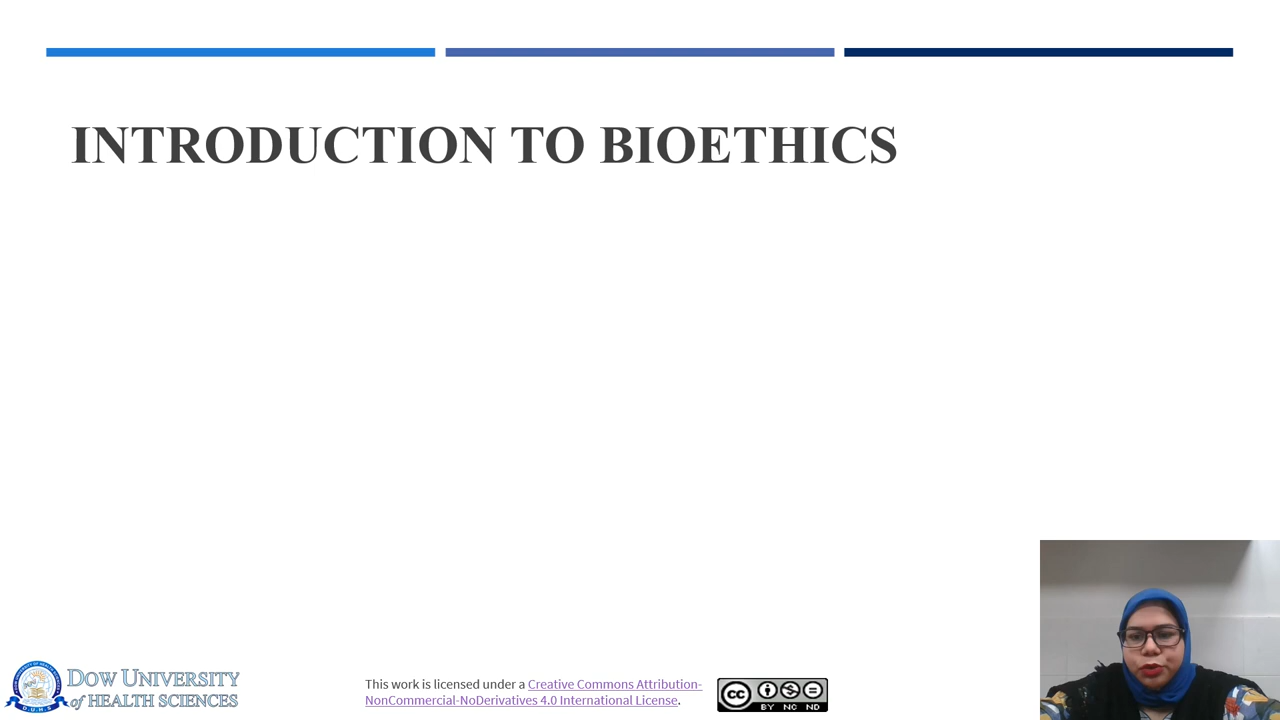 INTRODUCTION TO BIOETHICS
DOW UNIVERSITY
of HEALTH SCIENCES
This work is licensed under a Creative Commons Attribution-
NonCommercial-NoDerivatives 4.0 International License.
cc
BY NC ND
D.U.H.S